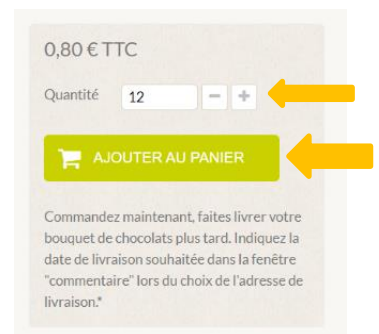 0,80 € TTC
Quantité 12 − +
AJOUTER AU PANIER
Commandez maintenant, faites livrer votre
bouquet de chocolats plus tard. Indiquez la
date de livraison souhaitée dans la fenêtre
"commentaire" lors du choix de l'adresse de
livraison.*